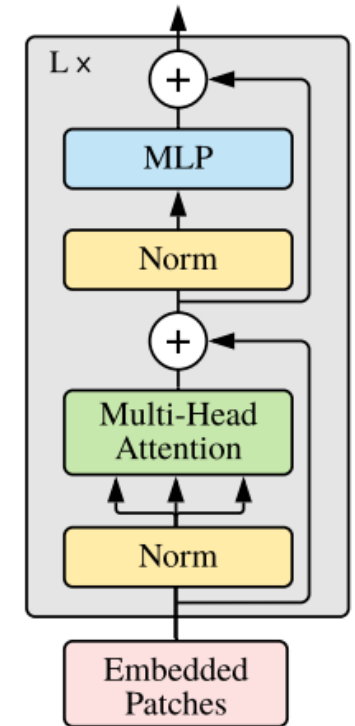 L ×
+
MLP
Norm
+
Multi-Head
Attention
Norm
Embedded
Patches